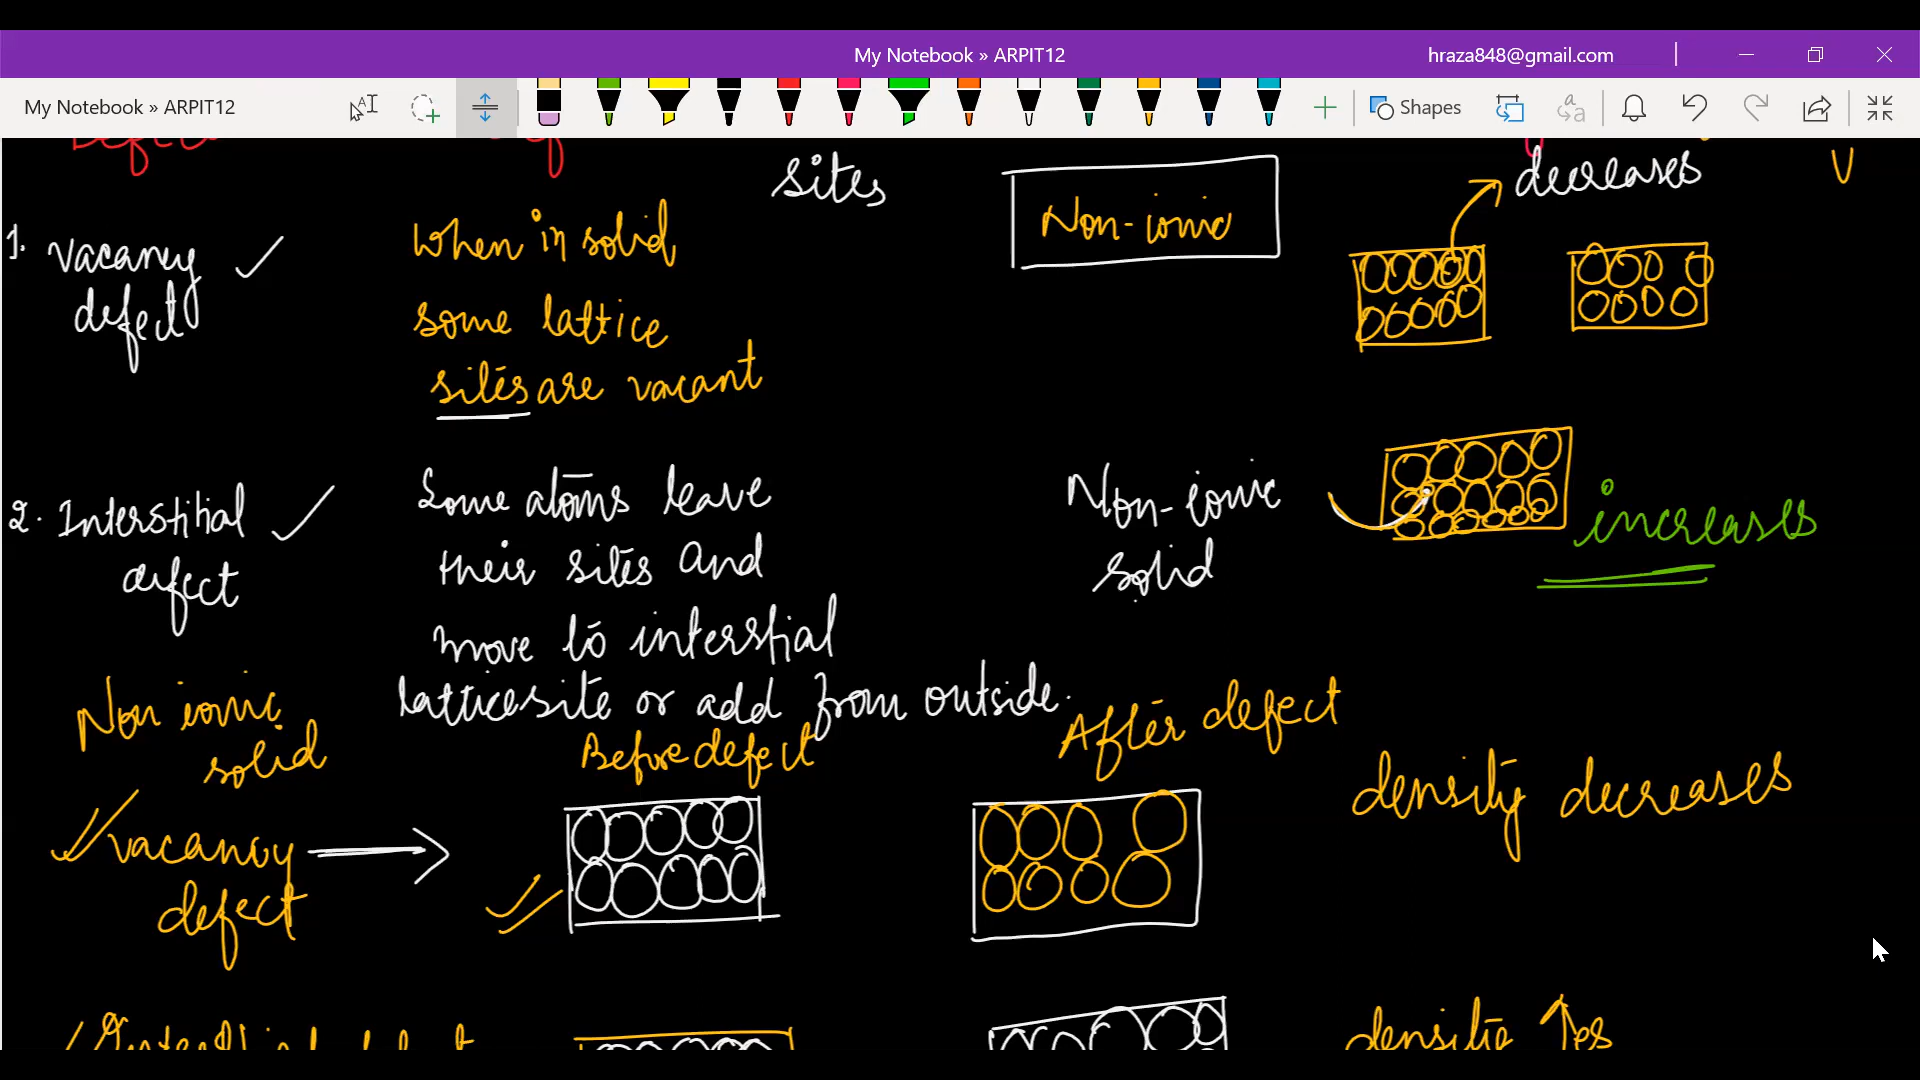 My Notebook » ARPIT12
hraza848@gmail.com
My Notebook » ARPIT12
Shapes
sites
decreases
Non-ionic
1. vacancy defect
When in solid
some lattice
sites are vacant
2. Interstitial defect
Some atoms leave
their sites and
move to interstial
lattice site or add from outside.
Non-ionic
solid
increases
Non ionic
solid
Before defect
After defect
vacancy
defect
density decreases